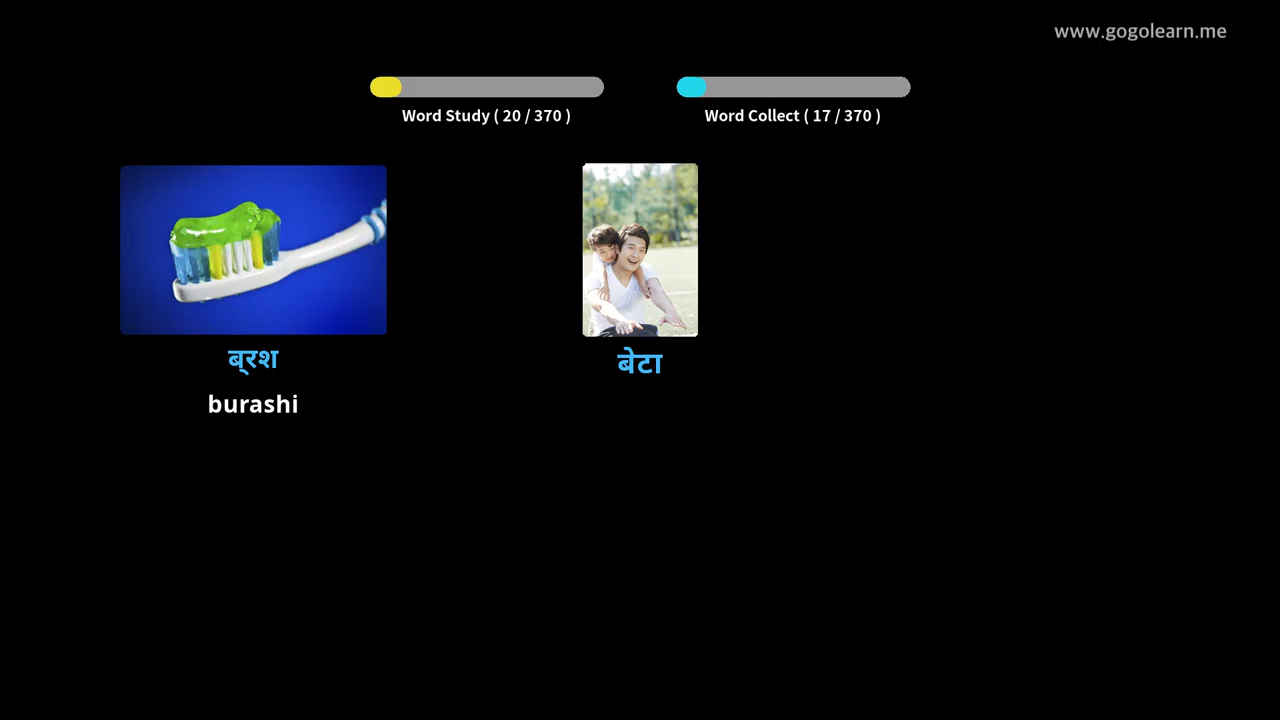 www.gogolearn.me
Word Study ( 20 / 370 )
Word Collect ( 17 / 370 )
ब्रश
burashi
बेटा